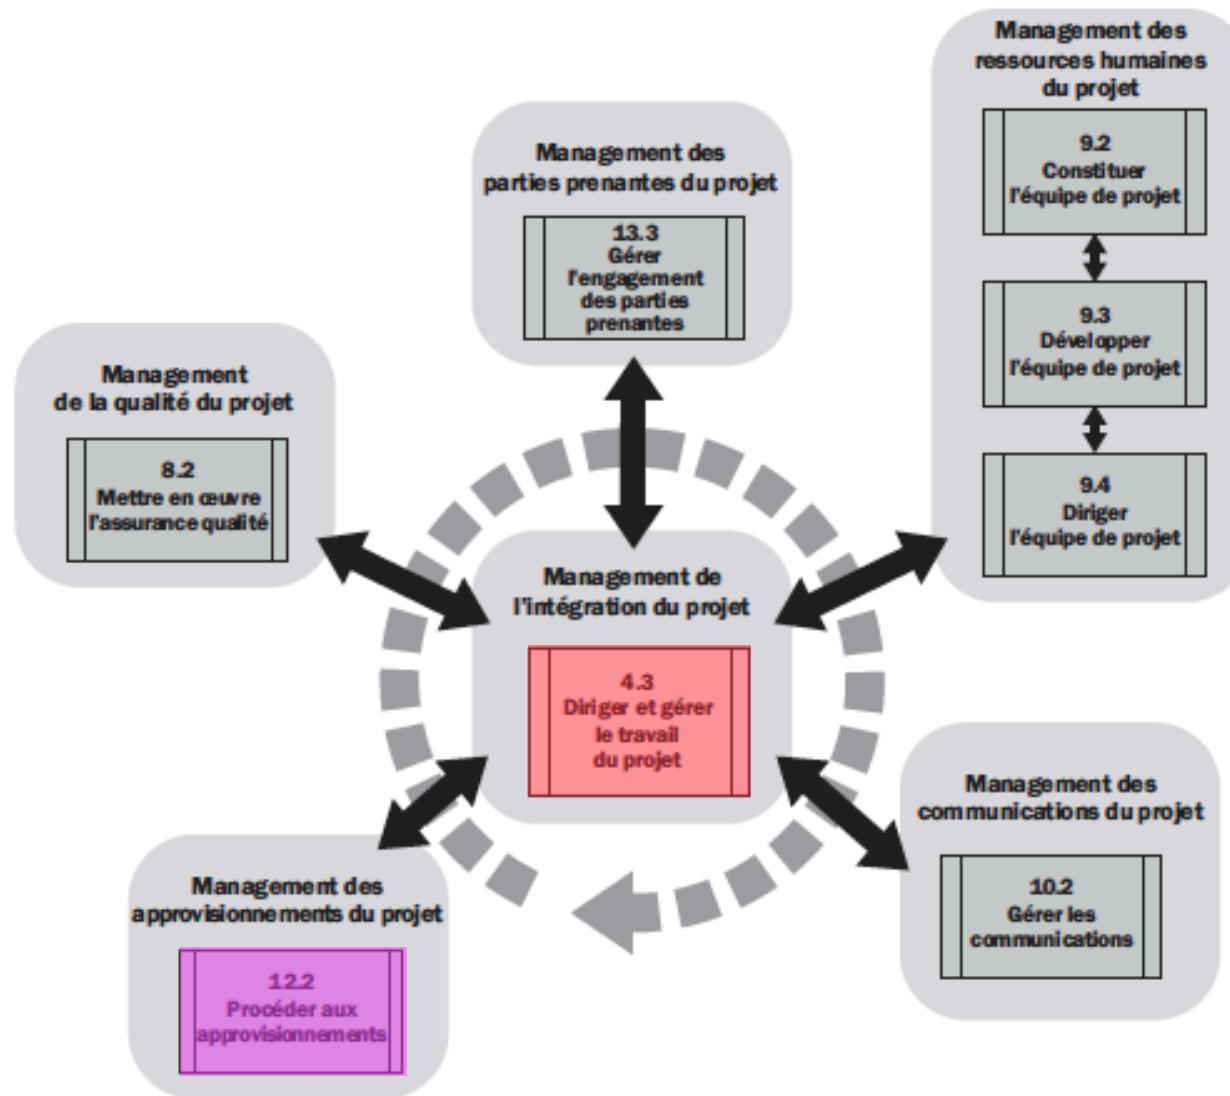 Management des
ressources humaines
du projet
9.2
Constituer
l'équipe de projet
9.3
Développer
l'équipe de projet
9.4
Diriger
l'équipe de projet
Management des
parties prenantes du projet
13.3
Gérer
l'engagement
des parties
prenantes
Management
de la qualité du projet
8.2
Mettre en œuvre
l'assurance qualité
Management de
l'intégration du projet
4.3
Diriger et gérer
le travail
du projet
Management des
communications du projet
10.2
Gérer les
communications
Management des
approvisionnements du projet
12.2
Procéder aux
approvisionnements